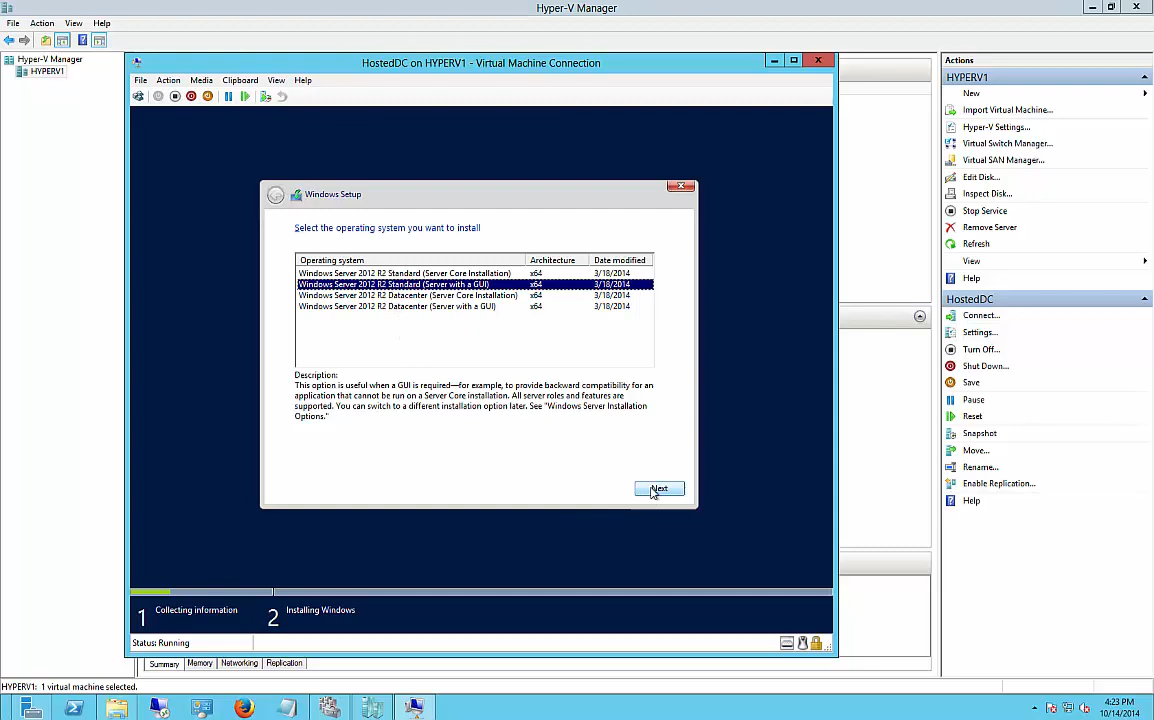 Hyper-V Manager
File Action View Help
Hyper-V Manager
HYPERV1
HostedDC on HYPERV1 - Virtual Machine Connection
File Action Media Clipboard View Help
Windows Setup
Select the operating system you want to install
Operating system Architecture Date modified
Windows Server 2012 R2 Standard (Server Core Installation) x64 3/18/2014
Windows Server 2012 R2 Standard (Server with a GUI) x64 3/18/2014
Windows Server 2012 R2 Datacenter (Server Core Installation) x64 3/18/2014
Windows Server 2012 R2 Datacenter (Server with a GUI) x64 3/18/2014
Description:
This option is useful when a GUI is required—for example, to provide backward compatibility for an
application that cannot be run on a Server Core installation. All server roles and features are
supported. You can switch to a different installation option later. See "Windows Server Installation
Options."
Next
1 Collecting information 2 Installing Windows
Status: Running
Summary Memory Networking Replication
Actions
HYPERV1
New
Import Virtual Machine...
Hyper-V Settings...
Virtual Switch Manager...
Virtual SAN Manager...
Edit Disk...
Inspect Disk...
Stop Service
Remove Server
Refresh
View
Help
HostedDC
Connect...
Settings...
Turn Off...
Shut Down...
Save
Pause
Reset
Snapshot
Move...
Rename...
Enable Replication...
Help
HYPERV1: 1 virtual machine selected.
4:23 PM
10/14/2014